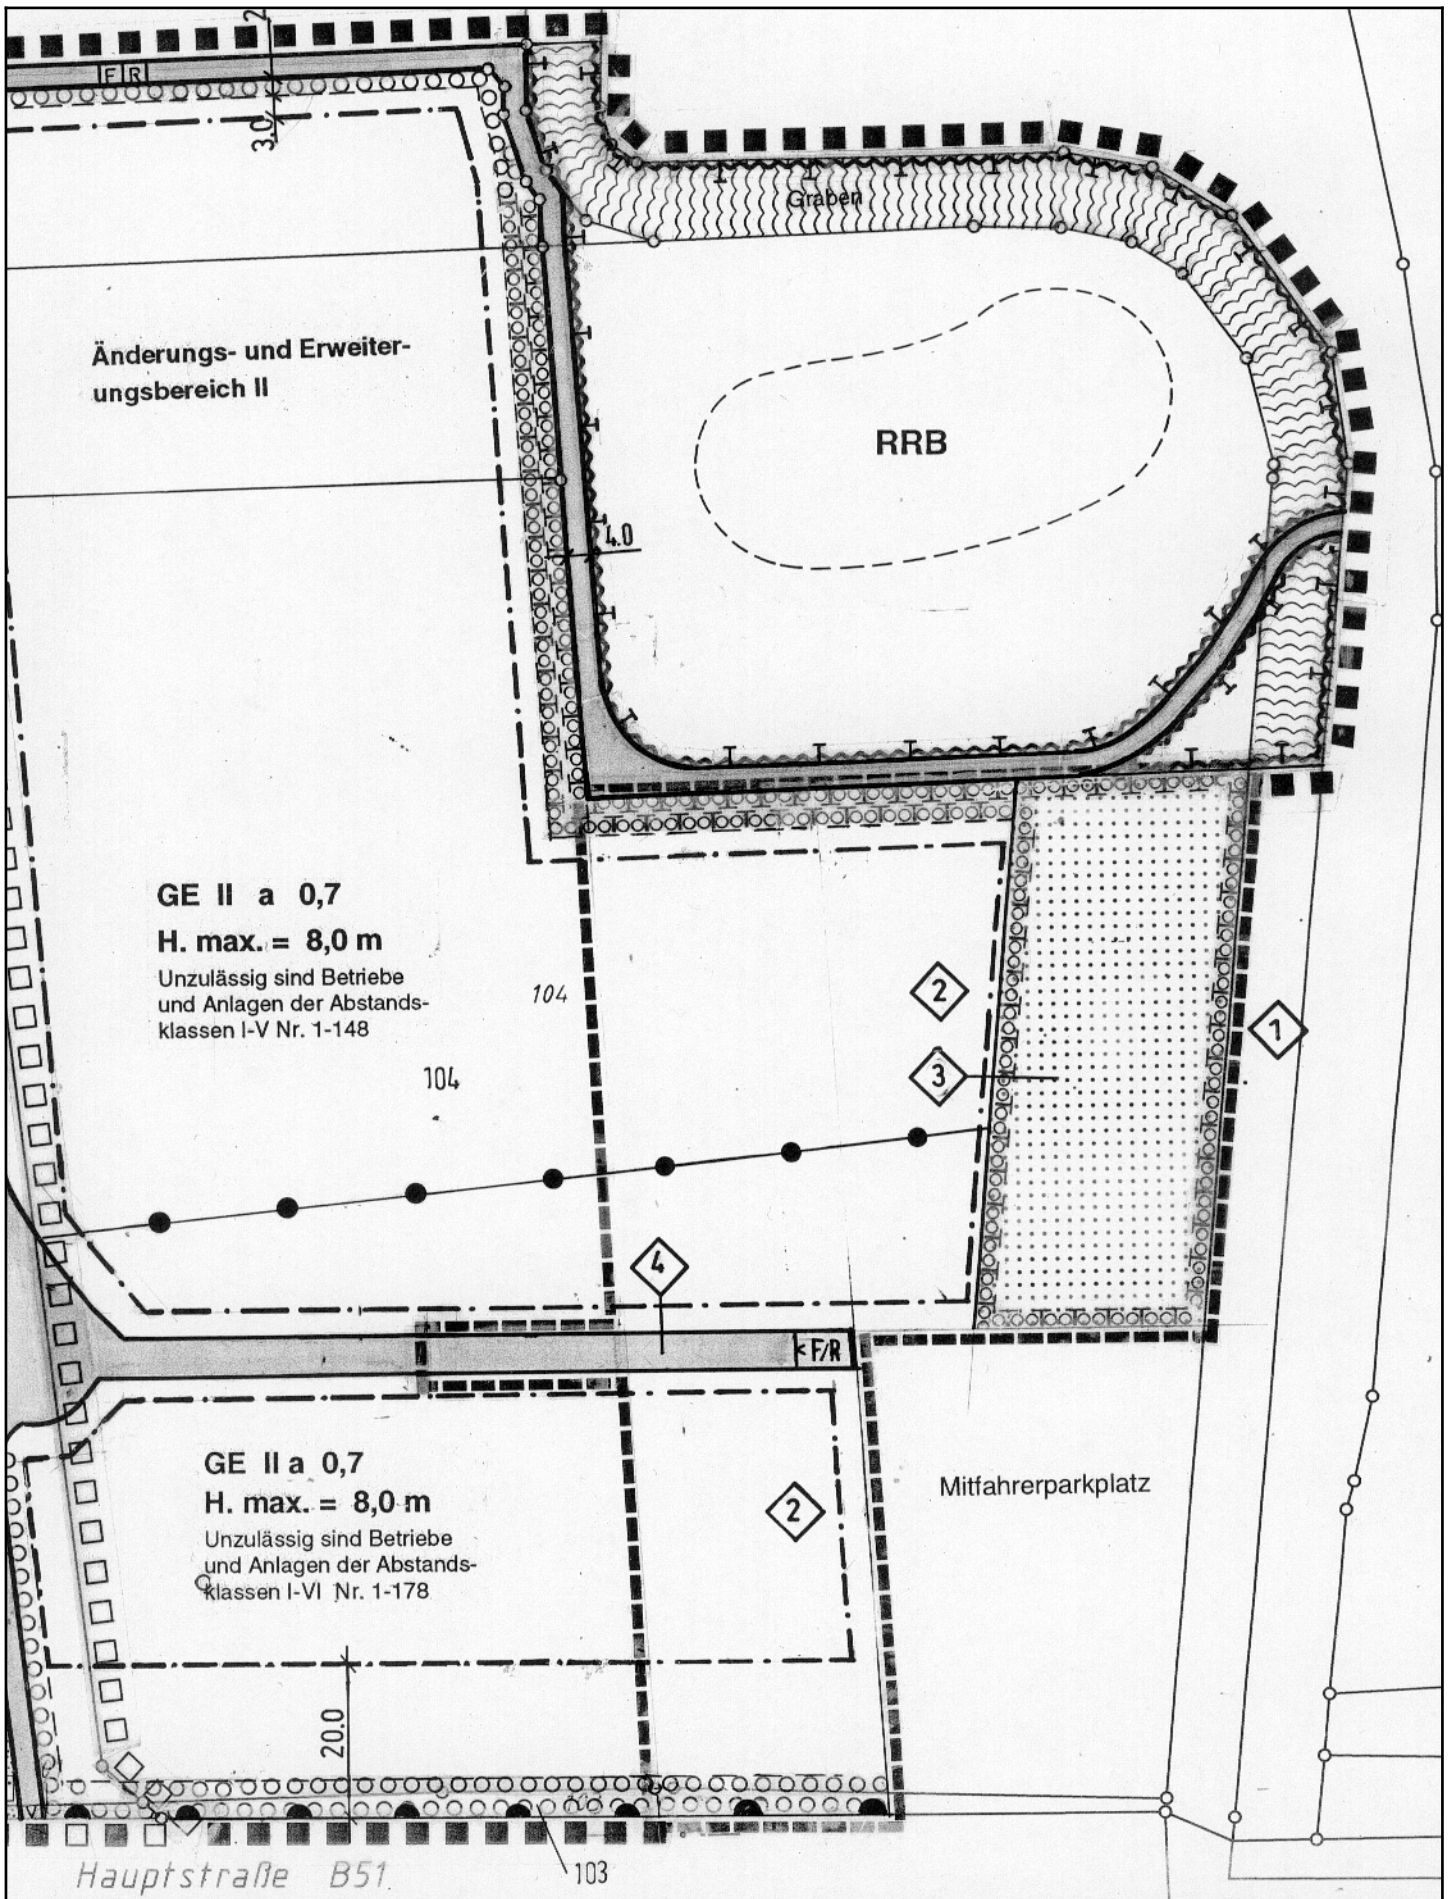 2
F R
3.0
Graben
Änderungs- und Erweiter-
ungsbereich II
RRB
4.0
GE II a 0,7
H. max. = 8,0 m
Unzulässig sind Betriebe
und Anlagen der Abstands-
klassen I-V Nr. 1-148
104
104
2
3
1
4
< F/R
GE II a 0,7
H. max. = 8,0 m
Unzulässig sind Betriebe
und Anlagen der Abstands-
klassen I-VI Nr. 1-178
2
Mitfahrerparkplatz
20.0
Hauptstraße B51
103